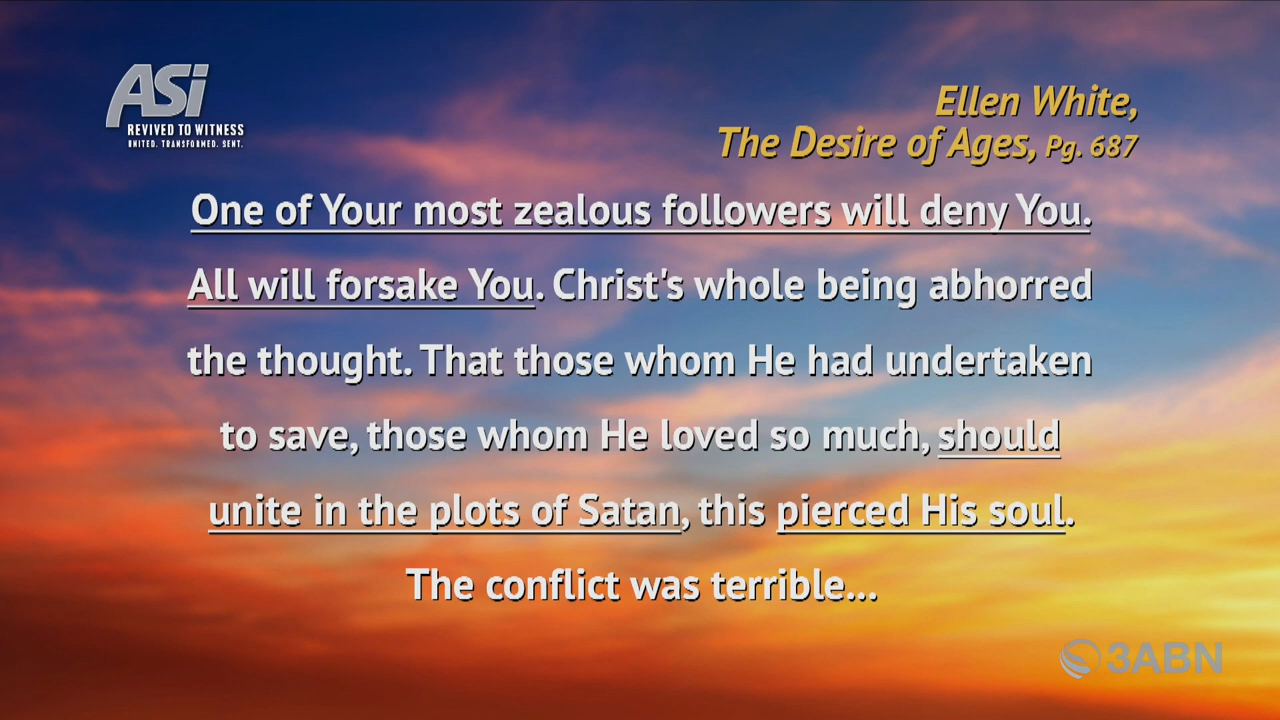 ASi
REVIVED TO WITNESS
UNITED. TRANSFORMED. SENT.
Ellen White,
The Desire of Ages, Pg. 687
One of Your most zealous followers will deny You.
All will forsake You. Christ's whole being abhorred
the thought. That those whom He had undertaken
to save, those whom He loved so much, should
unite in the plots of Satan, this pierced His soul.
The conflict was terrible...
3ABN